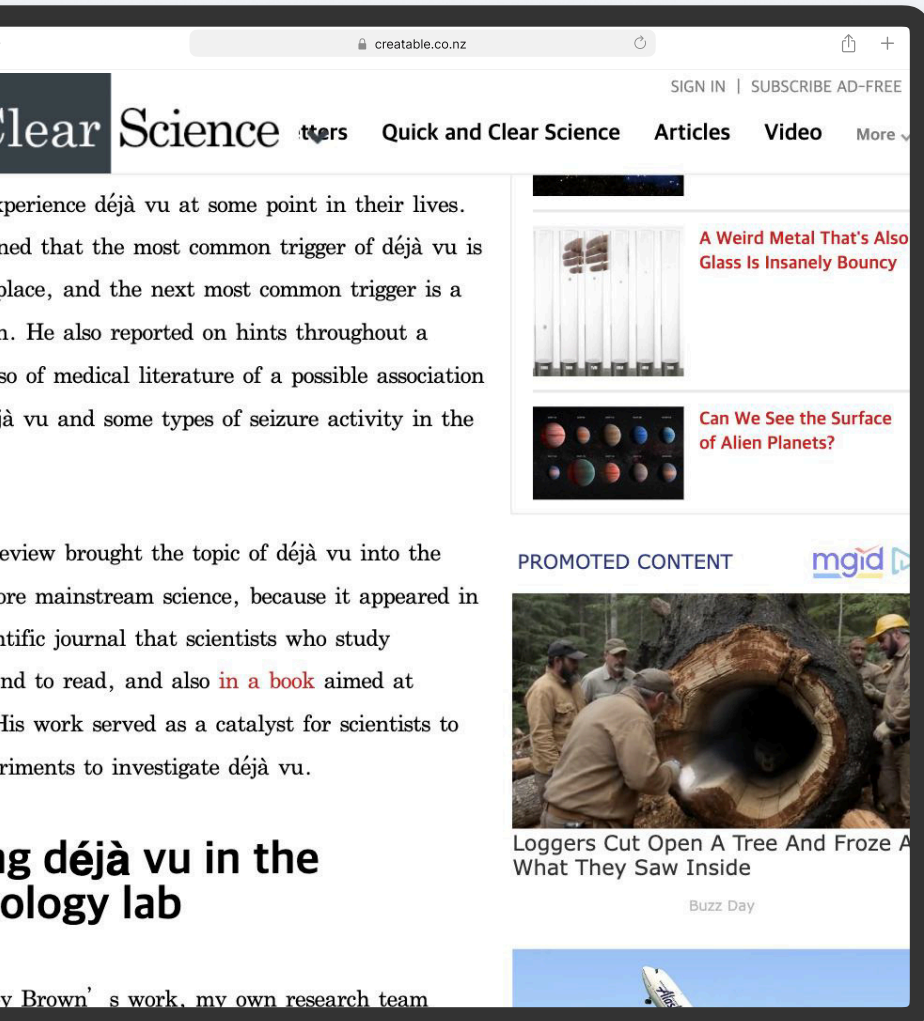 creatable.co.nz
SIGN IN | SUBSCRIBE AD-FREE
Clear Science
tters Quick and Clear Science Articles Video More
xperience déjà vu at some point in their lives.
ned that the most common trigger of déjà vu is
place, and the next most common trigger is a
n. He also reported on hints throughout a
so of medical literature of a possible association
jà vu and some types of seizure activity in the
eview brought the topic of déjà vu into the
ore mainstream science, because it appeared in
ntific journal that scientists who study
nd to read, and also in a book aimed at
His work served as a catalyst for scientists to
riments to investigate déjà vu.
ng déjà vu in the
ology lab
y Brown's work, my own research team
A Weird Metal That's Also
Glass Is Insanely Bouncy
Can We See the Surface
of Alien Planets?
PROMOTED CONTENT mgid
Loggers Cut Open A Tree And Froze A
What They Saw Inside
Buzz Day
Alas